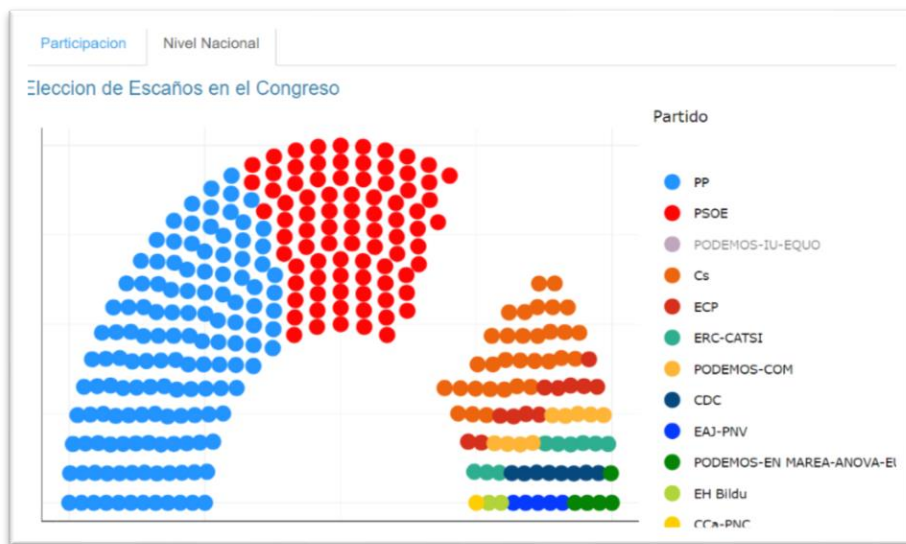 Participacion
Nivel Nacional
Eleccion de Escaños en el Congreso
Partido
PP
PSOE
PODEMOS-IU-EQUO
Cs
ECP
ERC-CATSI
PODEMOS-COM
CDC
EAJ-PNV
PODEMOS-EN MAREA-ANOVA-EU
EH Bildu
CCa-PNC